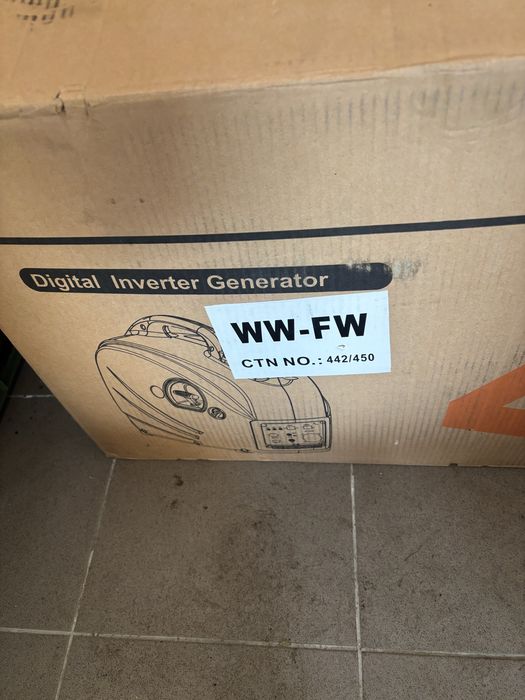 Digital Inverter Generator
WW-FW
CTN NO.: 442/450